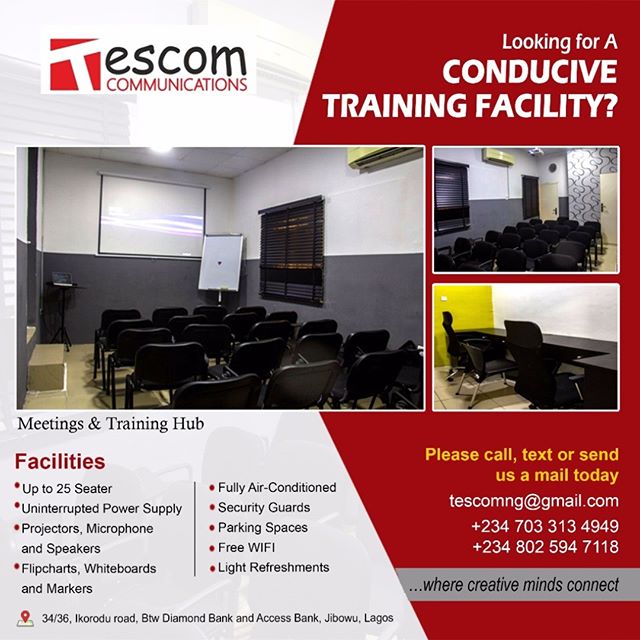 Tescom
COMMUNICATIONS
Looking for A
CONDUCIVE
TRAINING FACILITY?
Meetings & Training Hub
Facilities
Up to 25 Seater
Uninterrupted Power Supply
Projectors, Microphone
and Speakers
Flipcharts, Whiteboards
and Markers
Fully Air-Conditioned
Security Guards
Parking Spaces
Free WIFI
Light Refreshments
Please call, text or send
us a mail today
tescomng@gmail.com
+234 703 313 4949
+234 802 594 7118
...where creative minds connect
34/36, Ikorodu road, Btw Diamond Bank and Access Bank, Jibowu, Lagos